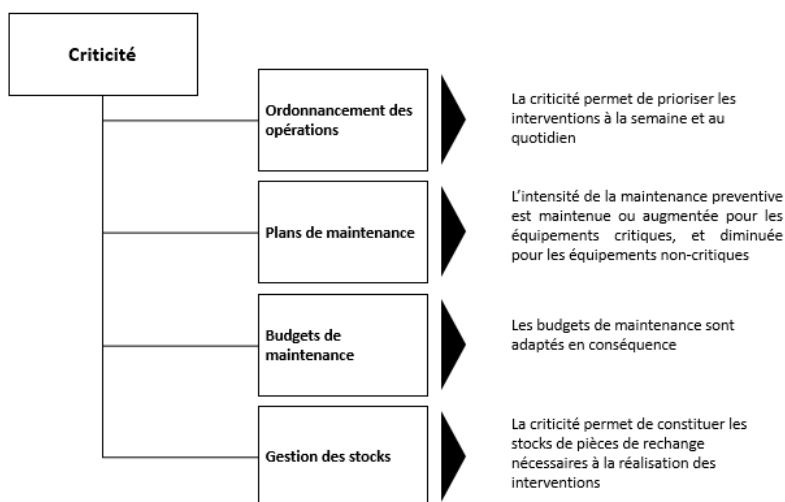 Criticité
Ordonnancement des
opérations
La criticité permet de prioriser les
interventions à la semaine et au
quotidien
Plans de maintenance
L’intensité de la maintenance preventive
est maintenue ou augmentée pour les
équipements critiques, et diminuée
pour les équipements non-critiques
Budgets de
maintenance
Les budgets de maintenance sont
adaptés en conséquence
Gestion des stocks
La criticité permet de constituer les
stocks de pièces de rechange
nécessaires à la réalisation des
interventions